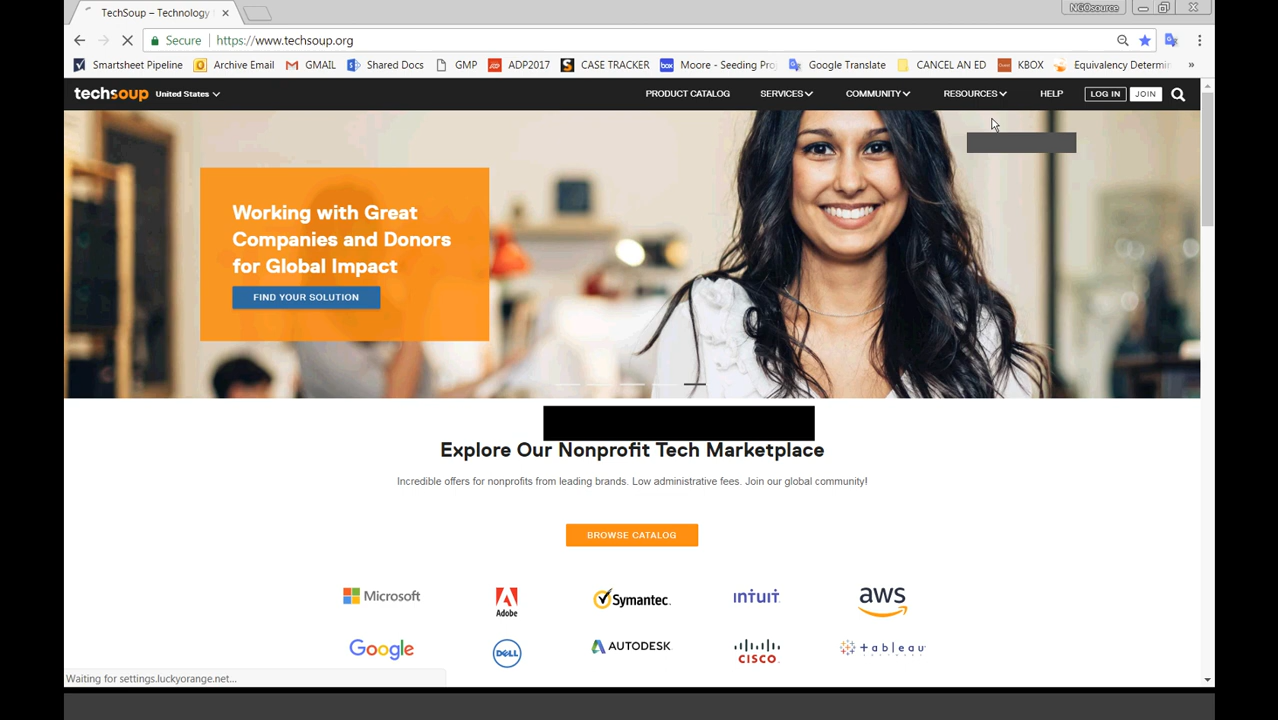 TechSoup – Technology
NGOsource
Secure https://www.techsoup.org
Smartsheet Pipeline Archive Email GMAIL Shared Docs GMP ADP2017 CASE TRACKER Moore - Seeding Proj Google Translate CANCEL AN ED KBOX Equivalency Determin »
techsoup United States PRODUCT CATALOG SERVICES COMMUNITY RESOURCES HELP LOG IN JOIN
Working with Great
Companies and Donors
for Global Impact
FIND YOUR SOLUTION
Explore Our Nonprofit Tech Marketplace
Incredible offers for nonprofits from leading brands. Low administrative fees. Join our global community!
BROWSE CATALOG
Microsoft Adobe Symantec. intuit. aws
Google DELL AUTODESK. CISCO. +ableau
Waiting for settings.luckyorange.net...